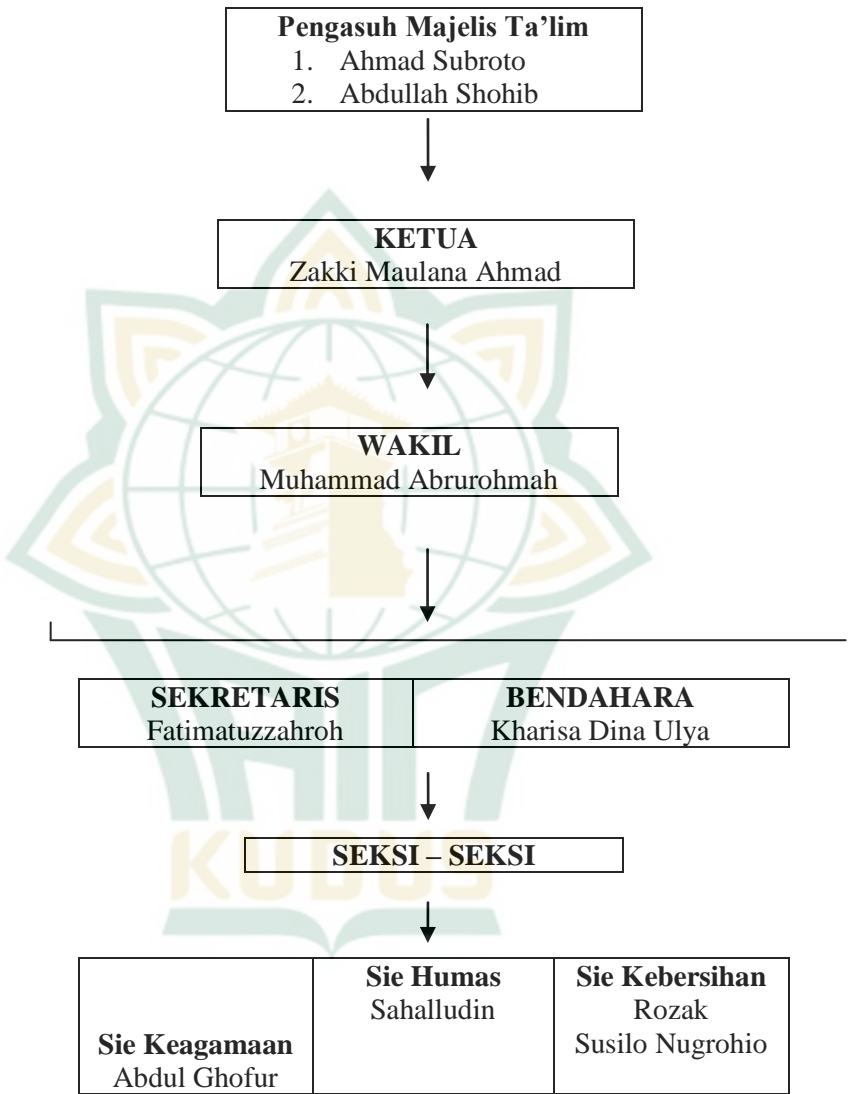 Pengasuh Majelis Ta’lim
1. Ahmad Subroto
2. Abdullah Shohib
KETUA
Zakki Maulana Ahmad
WAKIL
Muhammad Abrurohmah
SEKRETARIS
Fatimatuzzahroh
BENDAHARA
Kharisa Dina Ulya
SEKSI – SEKSI
Sie Keagamaan
Abdul Ghofur
Sie Humas
Sahalludin
Sie Kebersihan
Rozak
Susilo Nugrohio
KUDUS